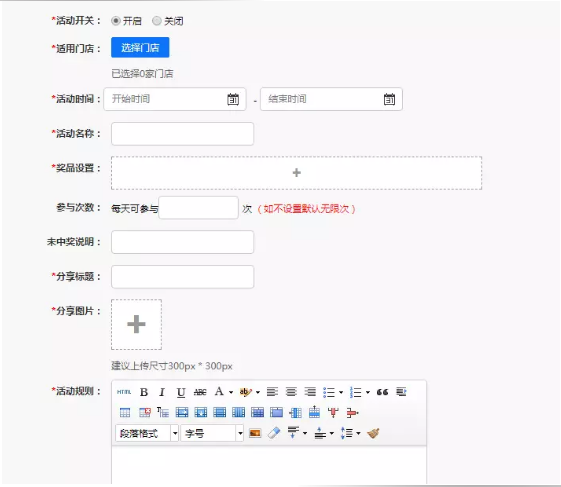 *活动开关： 开启 关闭
*适用门店： 选择门店
已选择0家门店
*活动时间： 开始时间 31 - 结束时间 31
*活动名称：
*奖品设置： +
参与次数： 每天可参与 次 （如不设置默认无限次）
未中奖说明：
*分享标题：
*分享图片： +
建议上传尺寸300px * 300px
*活动规则： HTML B I U ABC A ab
段落格式 字号